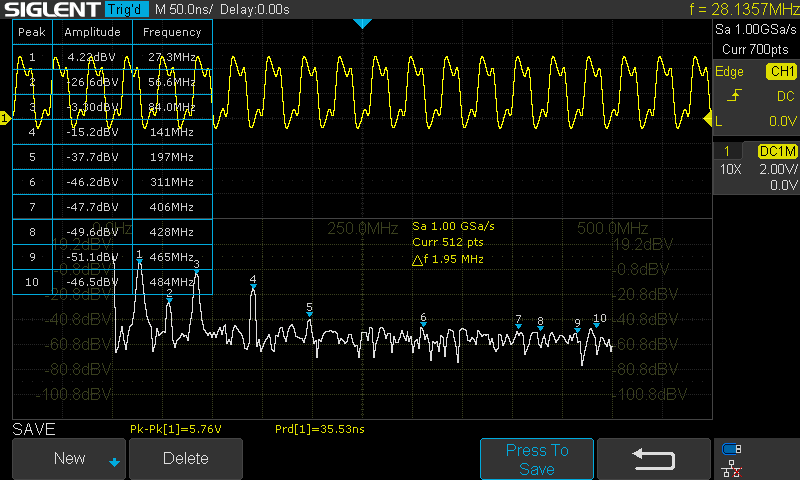 SIGLENT Trig'd M 50.0ns/ Delay:0.00s f = 28.1357MHz
Peak Amplitude Frequency
1 4.22dBV 27.3MHz
2 -26.6dBV 56.6MHz
3 -3.30dBV 84.0MHz
4 -15.2dBV 141MHz
5 -37.7dBV 197MHz
6 -46.2dBV 311MHz
7 -47.7dBV 406MHz
8 -49.6dBV 428MHz
9 -51.1dBV 465MHz
10 -46.5dBV 484MHz
Sa 1.00GSa/s
Curr 700pts
Edge CH1
DC
L 0.0V
1 DC1M
10X 2.00V/
0.0V
1
0.0Hz 250.0MHz 500.0MHz
Sa 1.00 GSa/s
Curr 512 pts
△f 1.95 MHz
19.2dBV 19.2dBV
-0.8dBV -0.8dBV
-20.8dBV -20.8dBV
-40.8dBV -40.8dBV
-60.8dBV -60.8dBV
-80.8dBV -80.8dBV
-100.8dBV -100.8dBV
1 2 3 4 5 6 7 8 9 10
SAVE Pk-Pk[1]=5.76V Prd[1]=35.53ns
New Delete Press To
Save